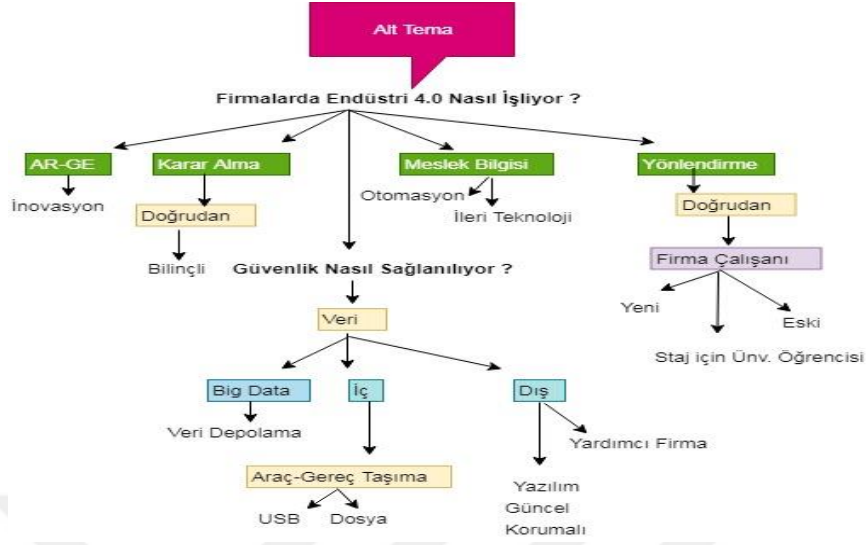 Alt Tema
Firmalarda Endüstri 4.0 Nasıl İşliyor ?
AR-GE
Karar Alma
Meslek Bilgisi
Yönlendirme
İnovasyon
Doğrudan
Otomasyon
İleri Teknoloji
Doğrudan
Bilinçli
Güvenlik Nasıl Sağlanılıyor ?
Firma Çalışanı
Yeni
Eski
Staj için Ünv. Öğrencisi
Veri
Big Data
İç
Dış
Veri Depolama
Yardımcı Firma
Araç-Gereç Taşıma
USB
Dosya
Yazılım
Güncel
Korumalı